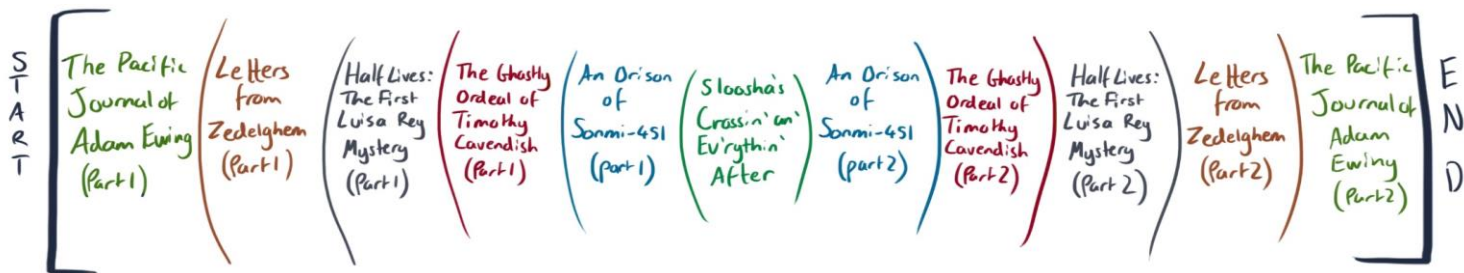 START
The Pacific
Journal of
Adam Ewing
(Part 1)
Letters
from
Zedelghem
(Part 1)
Half Lives:
The First
Luisa Rey
Mystery
(Part 1)
The Ghastly
Ordeal of
Timothy
Cavendish
(Part 1)
An Orison
of
Sonmi-451
(part 1)
Sloosha's
Crossin' an'
Ev'rythin'
After
An Orison
of
Sonmi-451
(part 2)
The Ghastly
Ordeal of
Timothy
Cavendish
(Part 2)
Half Lives:
The First
Luisa Rey
Mystery
(Part 2)
Letters
from
Zedelghem
(Part 2)
The Pacific
Journal of
Adam
Ewing
(Part 2)
END